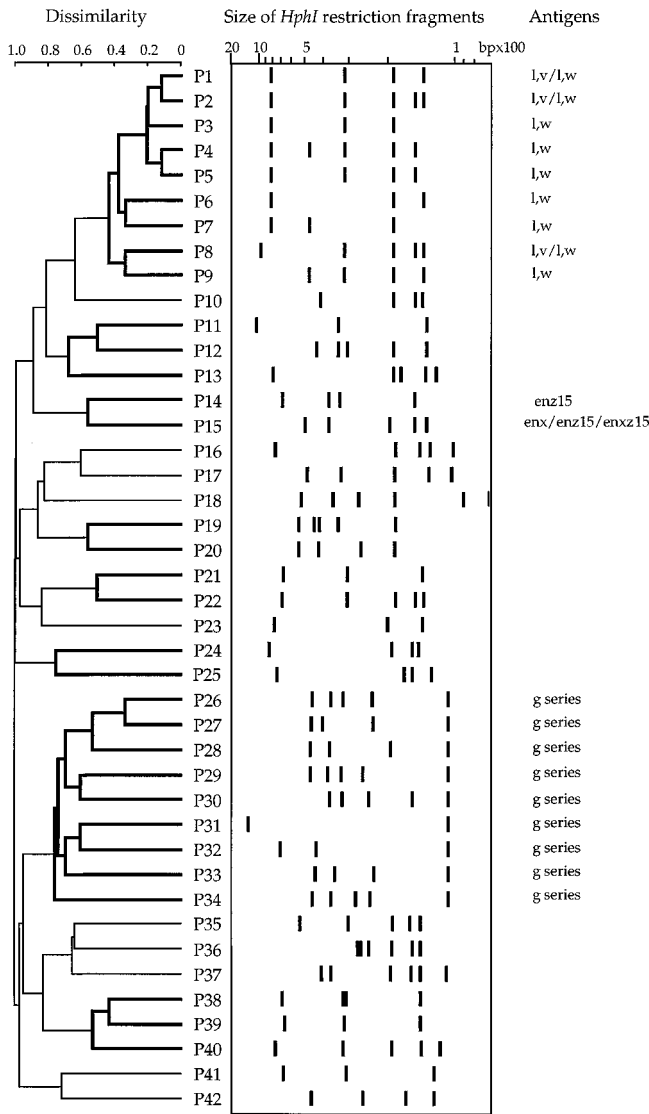 Dissimilarity Size of HphI restriction fragments Antigens
1.0 0.8 0.6 0.4 0.2 0 20 10 5 1 bpx100
P1 l,v/l,w
P2 l,v/l,w
P3 l,w
P4 l,w
P5 l,w
P6 l,w
P7 l,w
P8 l,v/l,w
P9 l,w
P10
P11
P12
P13
P14 enz15
P15 enx/enz15/enxz15
P16
P17
P18
P19
P20
P21
P22
P23
P24
P25
P26 g series
P27 g series
P28 g series
P29 g series
P30 g series
P31 g series
P32 g series
P33 g series
P34 g series
P35
P36
P37
P38
P39
P40
P41
P42